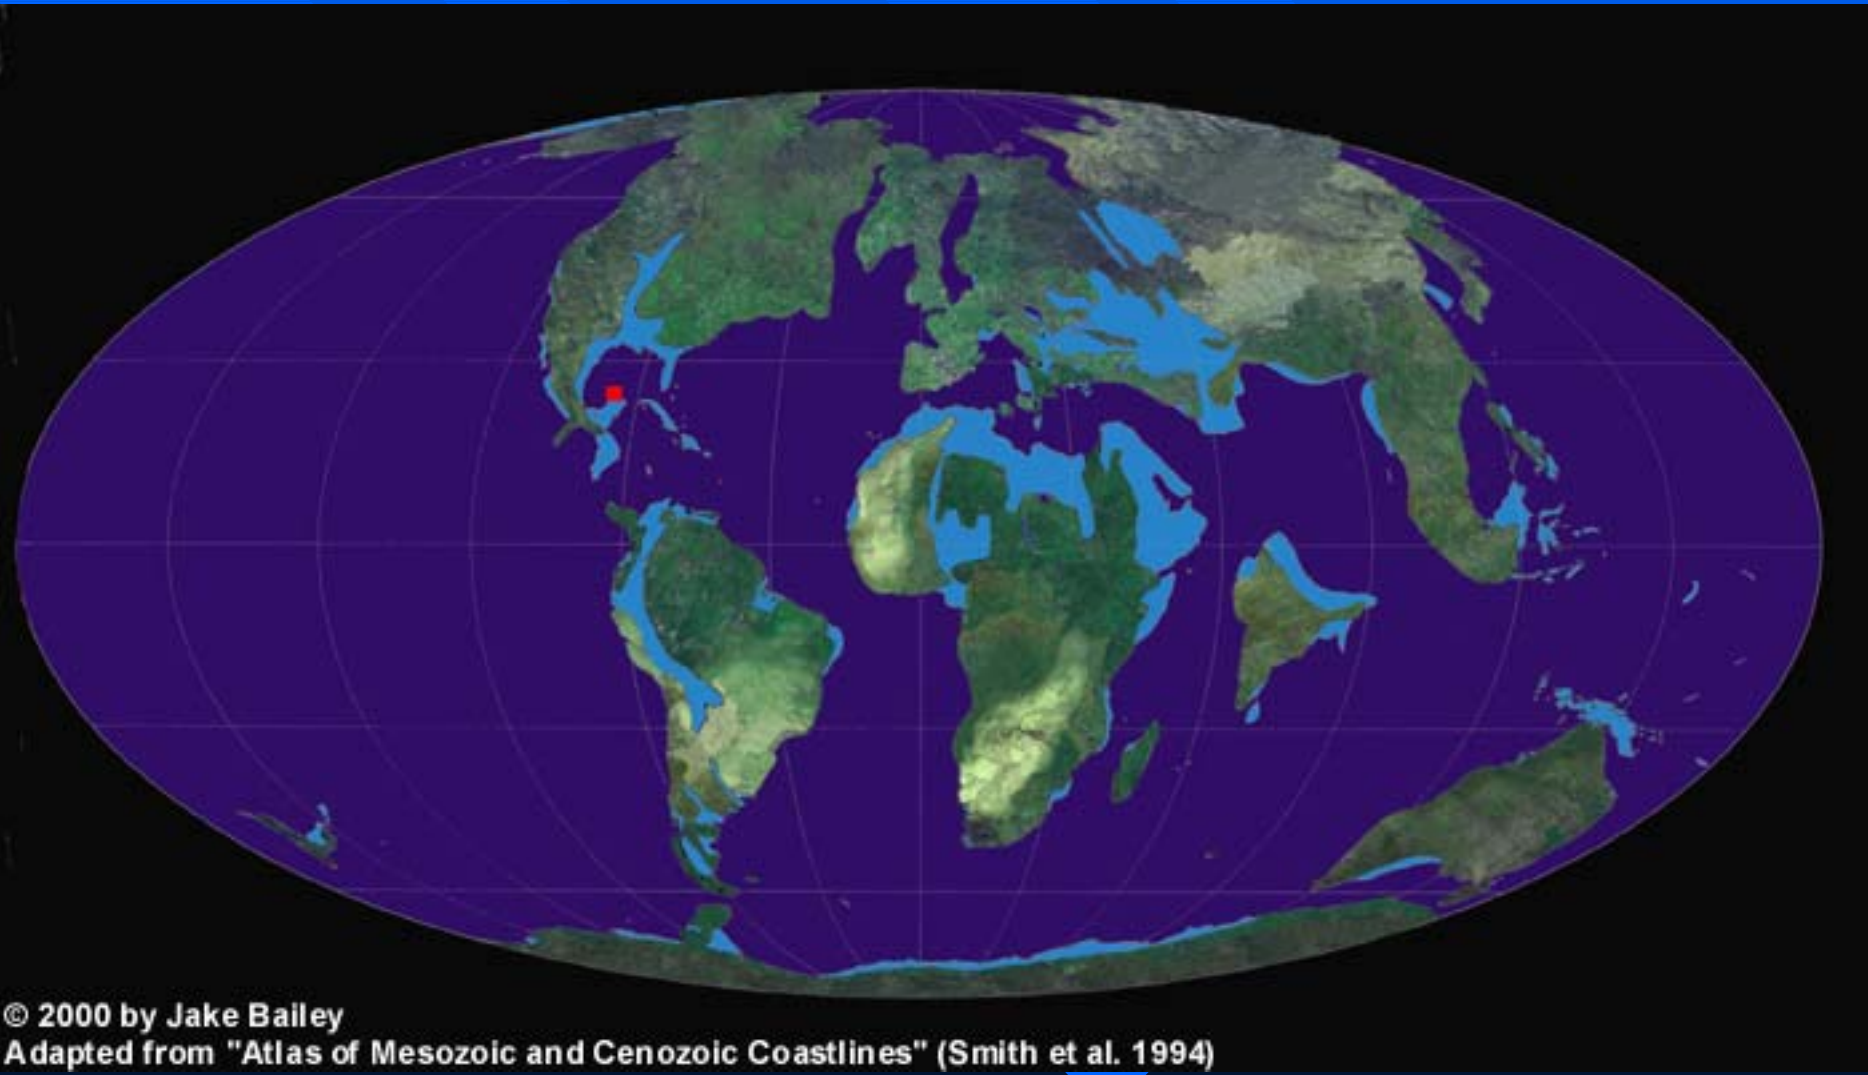 © 2000 by Jake Bailey
Adapted from "Atlas of Mesozoic and Cenozoic Coastlines" (Smith et al. 1994)